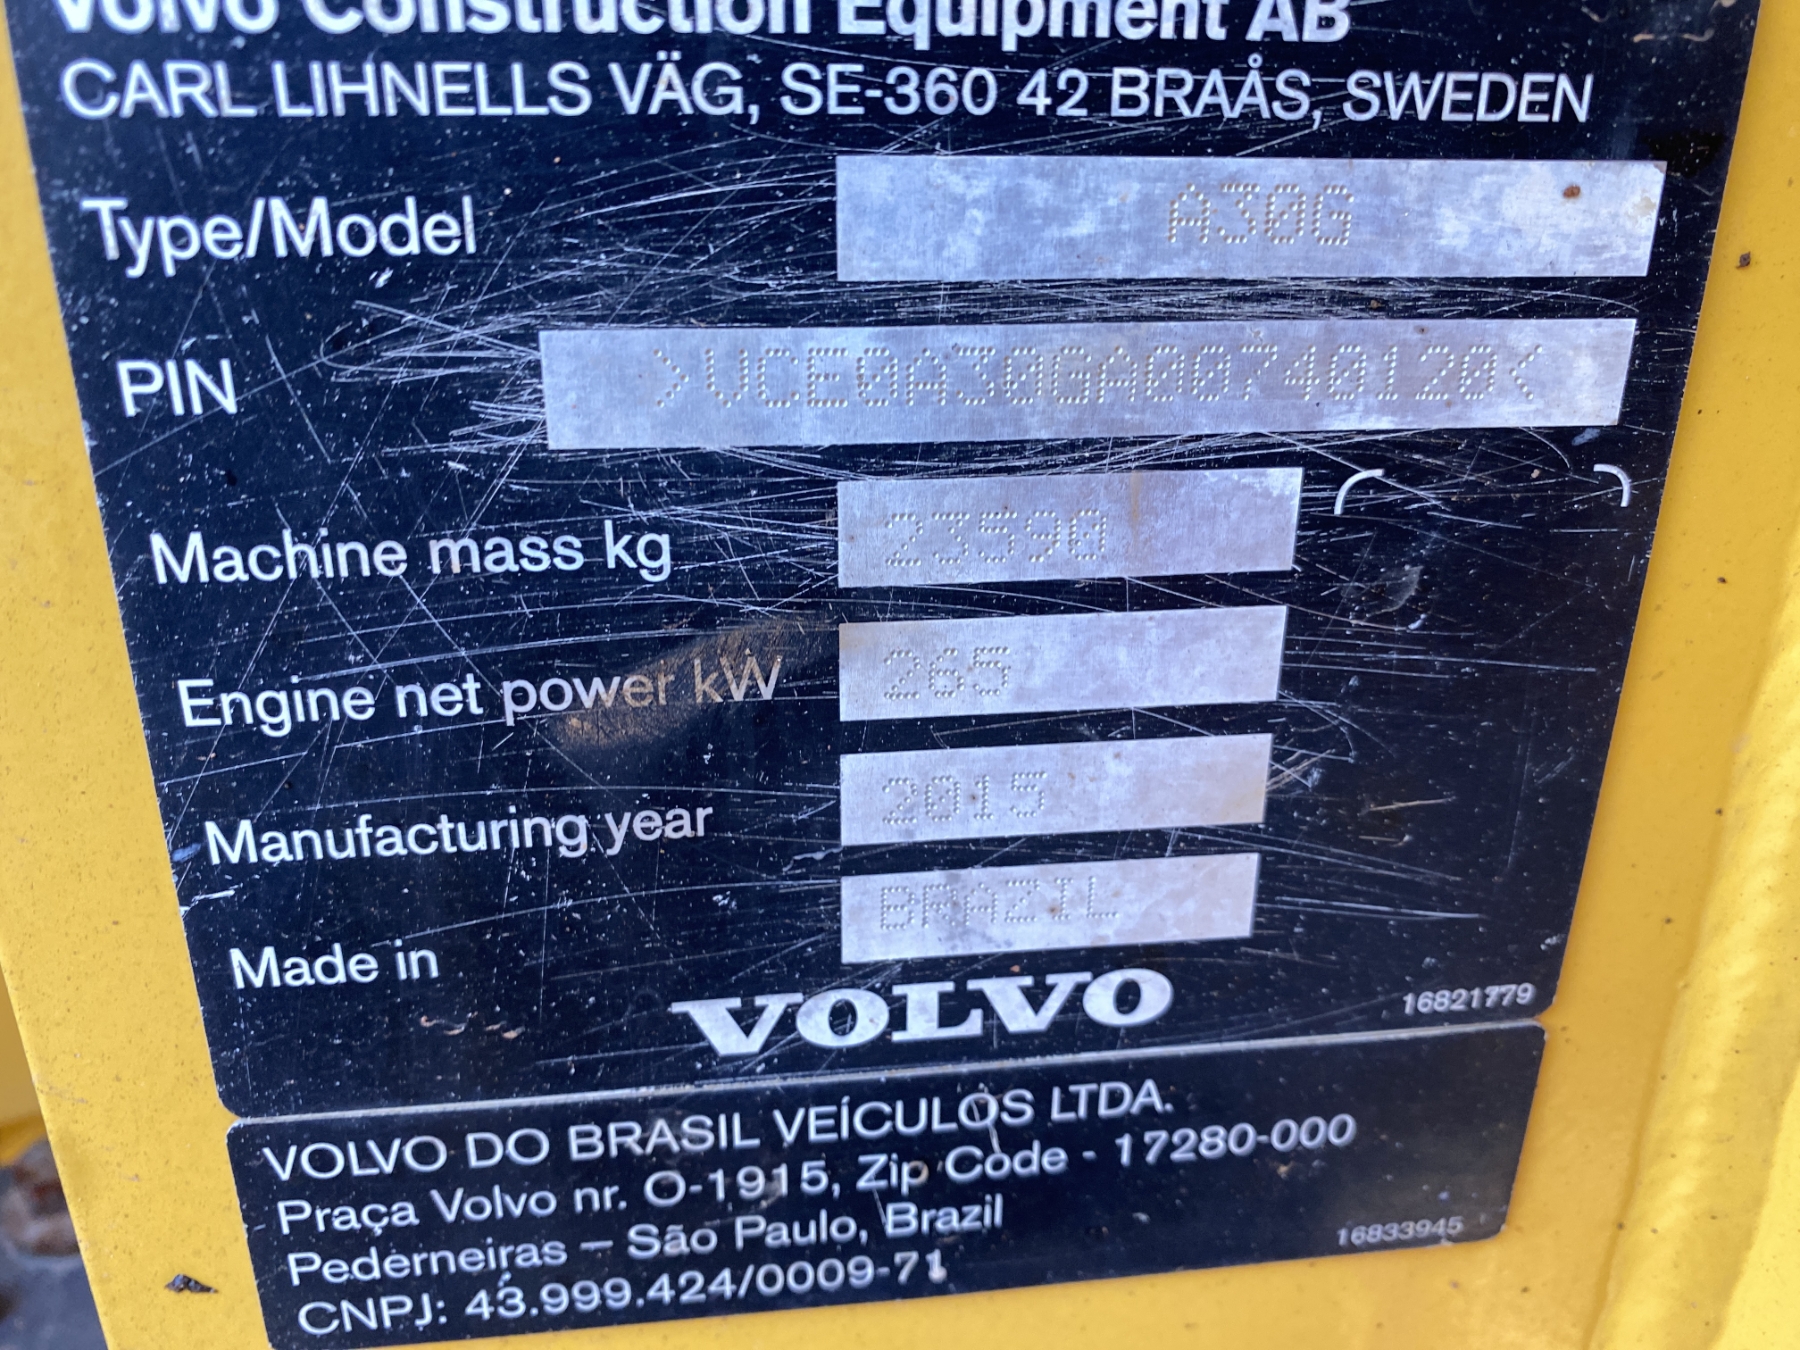 Volvo Construction Equipment AB
CARL LIHNELLS VÄG, SE-360 42 BRAÅS, SWEDEN
Type/Model A30G
PIN >VCE0A30GA00740120<
Machine mass kg 23590
Engine net power kW 265
Manufacturing year 2015
Made in BRAZIL
VOLVO
16821779
VOLVO DO BRASIL VEÍCULOS LTDA.
Praça Volvo nr. O-1915, Zip Code - 17280-000
Pederneiras – São Paulo, Brazil
CNPJ: 43.999.424/0009-71
16833945